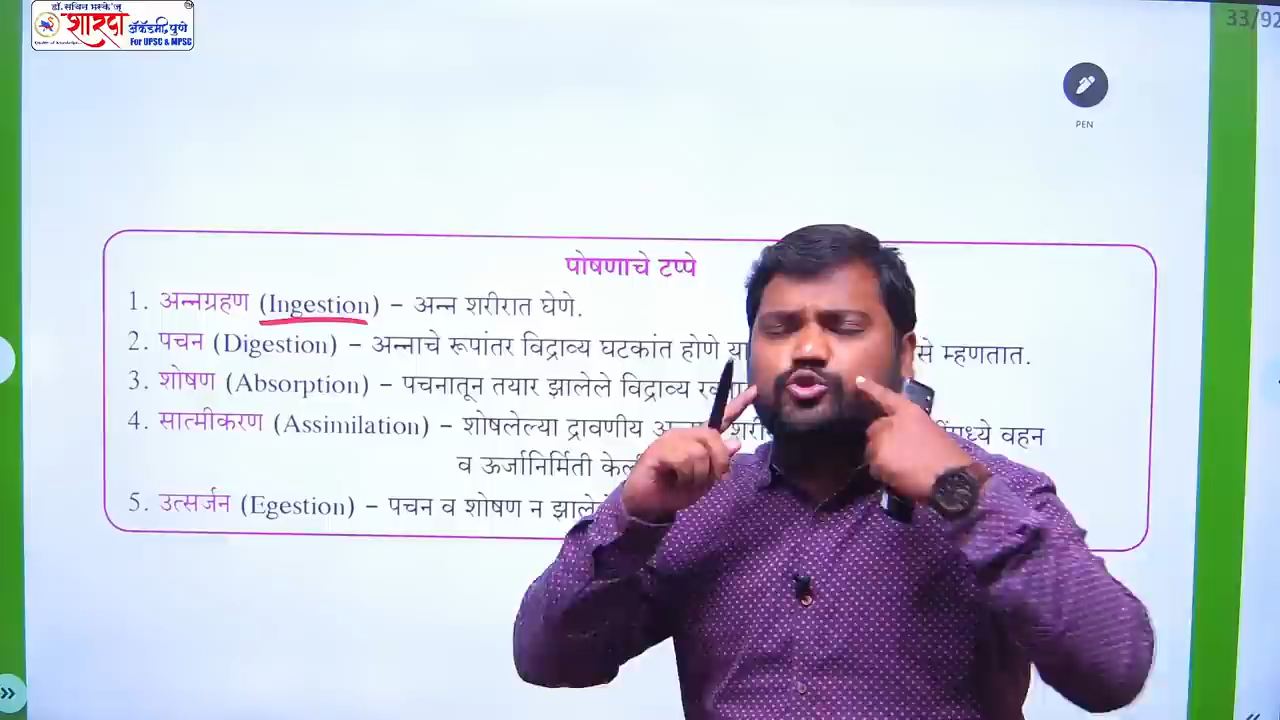 डॉ. सचिन भस्के'ज्
शारदा अ‍ॅकॅडमी, पुणे
For UPSC & MPSC
33/92
PEN
पोषणाचे टप्पे
1. अन्नग्रहण (Ingestion) – अन्न शरीरात घेणे.
2. पचन (Digestion) – अन्नाचे रूपांतर विद्राव्य घटकांत होणे म्हणतात.
3. शोषण (Absorption) – पचनातून तयार झालेले विद्राव्य
4. सात्मीकरण (Assimilation) – शोषलेल्या द्रावणीय वहन
व ऊर्जानिर्मिती
5. उत्सर्जन (Egestion) – पचन व शोषण न